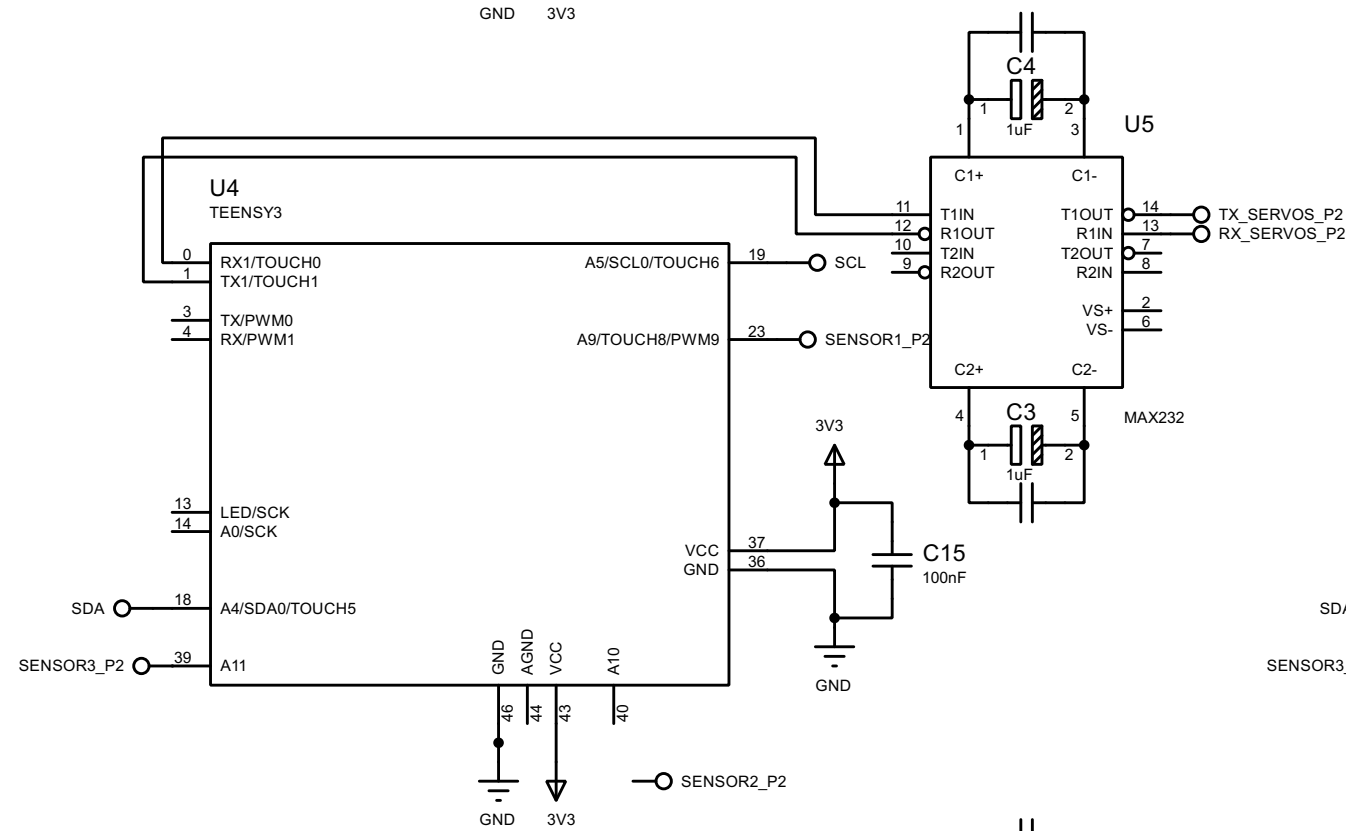 GND 3V3
C4
1 2
1uF
1 3
U5
C1+ C1-
U4
TEENSY3
11 T1IN T1OUT 14 TX_SERVOS_P2
12 R1OUT R1IN 13 RX_SERVOS_P2
10 T2IN T2OUT 7
9 R2OUT R2IN 8
VS+ 2
VS- 6
C2+ C2-
4 5
MAX232
C3
1 2
1uF
0 RX1/TOUCH0
1 TX1/TOUCH1
3 TX/PWM0
4 RX/PWM1
A5/SCL0/TOUCH6 19 SCL
A9/TOUCH8/PWM9 23 SENSOR1_P2
3V3
13 LED/SCK
14 A0/SCK
VCC 37
GND 36
C15
100nF
SDA 18 A4/SDA0/TOUCH5
SENSOR3_P2 39 A11
GND AGND VCC A10
46 44 43 40
GND
SENSOR2_P2
GND 3V3
SDA
SENSOR3_